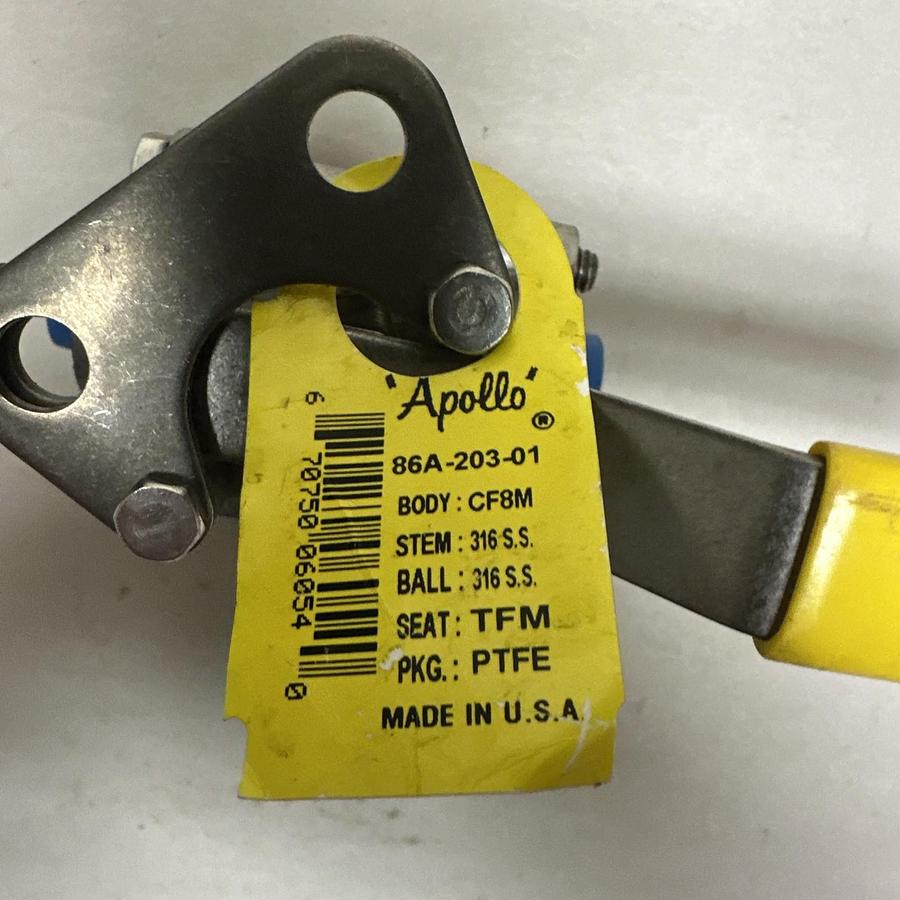 "Apollo"®
86A-203-01
BODY: CF8M
STEM: 316 S.S.
BALL: 316 S.S.
SEAT: TFM
PKG.: PTFE
MADE IN U.S.A.
6 70750 06054 0